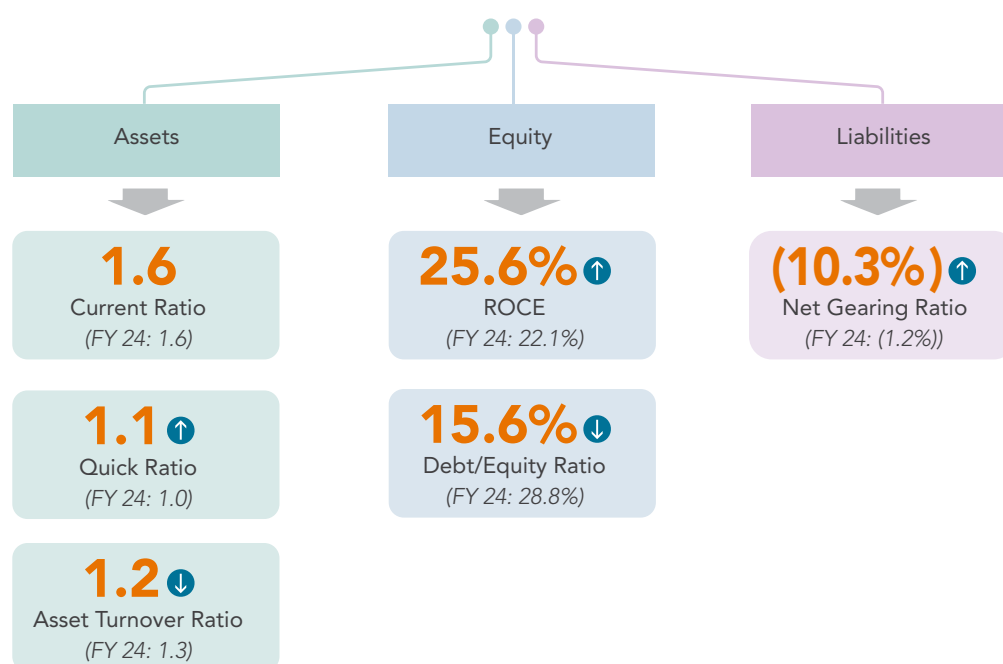 Assets
1.6
Current Ratio
(FY 24: 1.6)
1.1
Quick Ratio
(FY 24: 1.0)
1.2
Asset Turnover Ratio
(FY 24: 1.3)
Equity
25.6%
ROCE
(FY 24: 22.1%)
15.6%
Debt/Equity Ratio
(FY 24: 28.8%)
Liabilities
(10.3%)
Net Gearing Ratio
(FY 24: (1.2%))